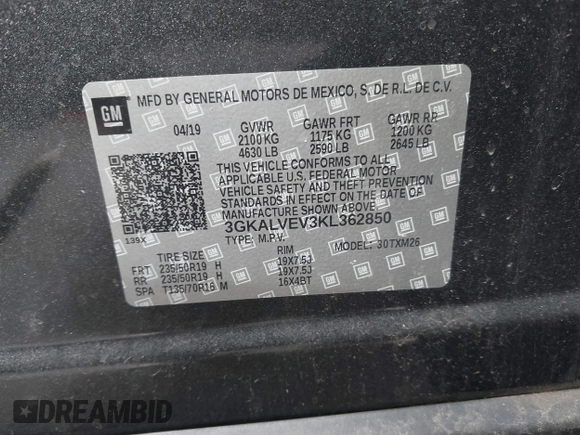 GM
MFD BY GENERAL MOTORS DE MEXICO, S. DE R.L. DE C.V.
04/19 GVWR GAWR FRT GAWR RR
2100 KG 1175 KG 1200 KG
4630 LB 2590 LB 2645 LB
THIS VEHICLE CONFORMS TO ALL
APPLICABLE U.S. FEDERAL MOTOR
VEHICLE SAFETY AND THEFT PREVENTION
STANDARDS IN EFFECT ON THE DATE OF
MANUFACTURE SHOWN ABOVE.
3GKALVEV3KL362850
139X TYPE: M.P.V. MODEL: 30TXM26
TIRE SIZE RIM
FRT 235/50R19 H 19X7.5J
RR 235/50R19 H 19X7.5J
SPA T135/70R16 M 16X4BT
DREAMBID